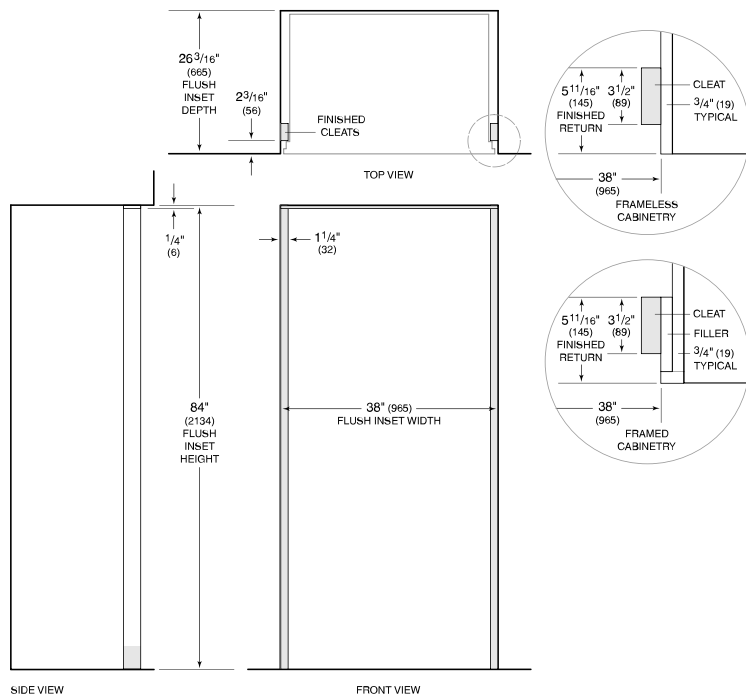 26 3/16"
(665)
FLUSH
INSET
DEPTH
2 3/16"
(56)
FINISHED
CLEATS
TOP VIEW
5 11/16"
(145)
FINISHED
RETURN
3 1/2"
(89)
CLEAT
3/4" (19)
TYPICAL
38"
(965)
FRAMELESS
CABINETRY
1/4"
(6)
1 1/4"
(32)
84"
(2134)
FLUSH
INSET
HEIGHT
38" (965)
FLUSH INSET WIDTH
5 11/16"
(145)
FINISHED
RETURN
3 1/2"
(89)
CLEAT
FILLER
3/4" (19)
TYPICAL
38"
(965)
FRAMED
CABINETRY
SIDE VIEW
FRONT VIEW